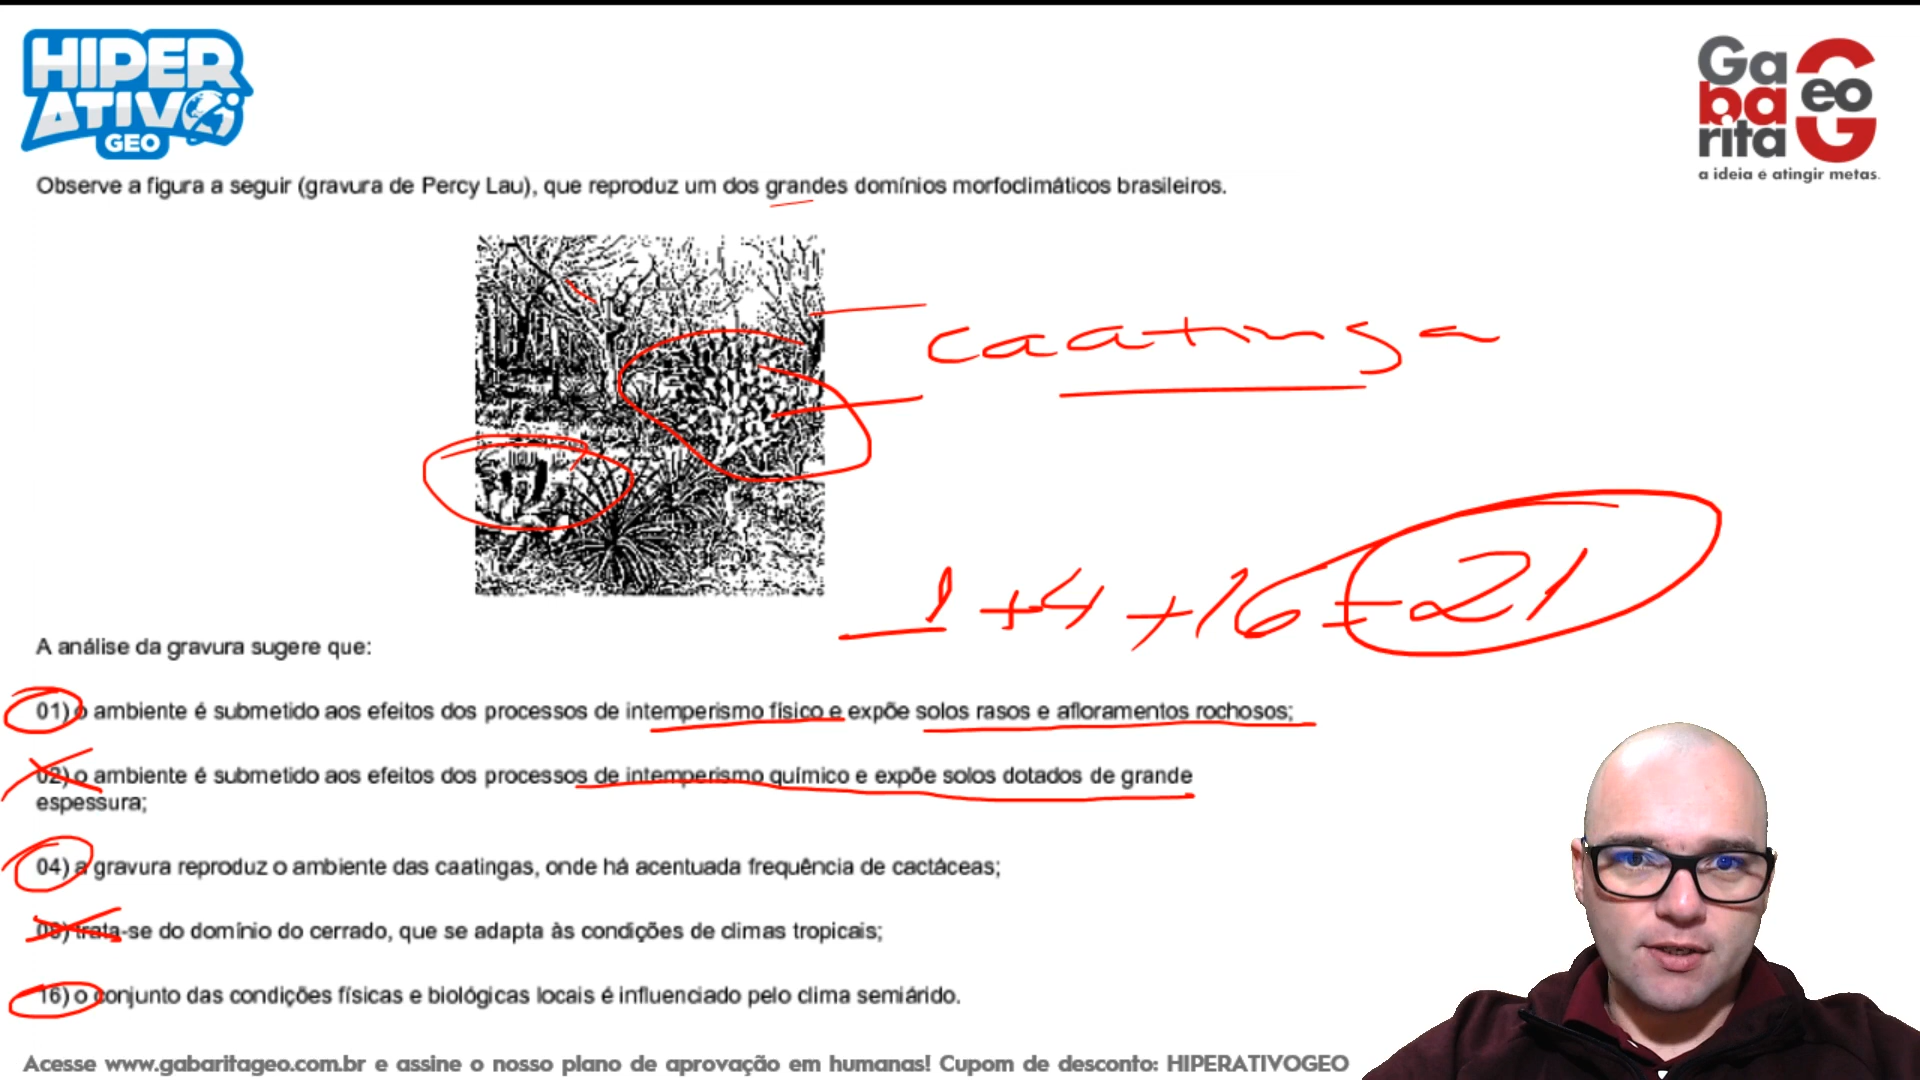 HIPER
ATIVO
GEO
Ga
ba
rita
eo
a ideia é atingir metas.
Observe a figura a seguir (gravura de Percy Lau), que reproduz um dos grandes domínios morfoclimáticos brasileiros.
caatinga
1 + 4 + 16 = 21
A análise da gravura sugere que:
01) o ambiente é submetido aos efeitos dos processos de intemperismo físico e expõe solos rasos e afloramentos rochosos;
02) o ambiente é submetido aos efeitos dos processos de intemperismo químico e expõe solos dotados de grande
espessura;
04) a gravura reproduz o ambiente das caatingas, onde há acentuada frequência de cactáceas;
08) trata-se do domínio do cerrado, que se adapta às condições de climas tropicais;
16) o conjunto das condições físicas e biológicas locais é influenciado pelo clima semiárido.
Acesse www.gabaritageo.com.br e assine o nosso plano de aprovação em humanas! Cupom de desconto: HIPERATIVOGEO